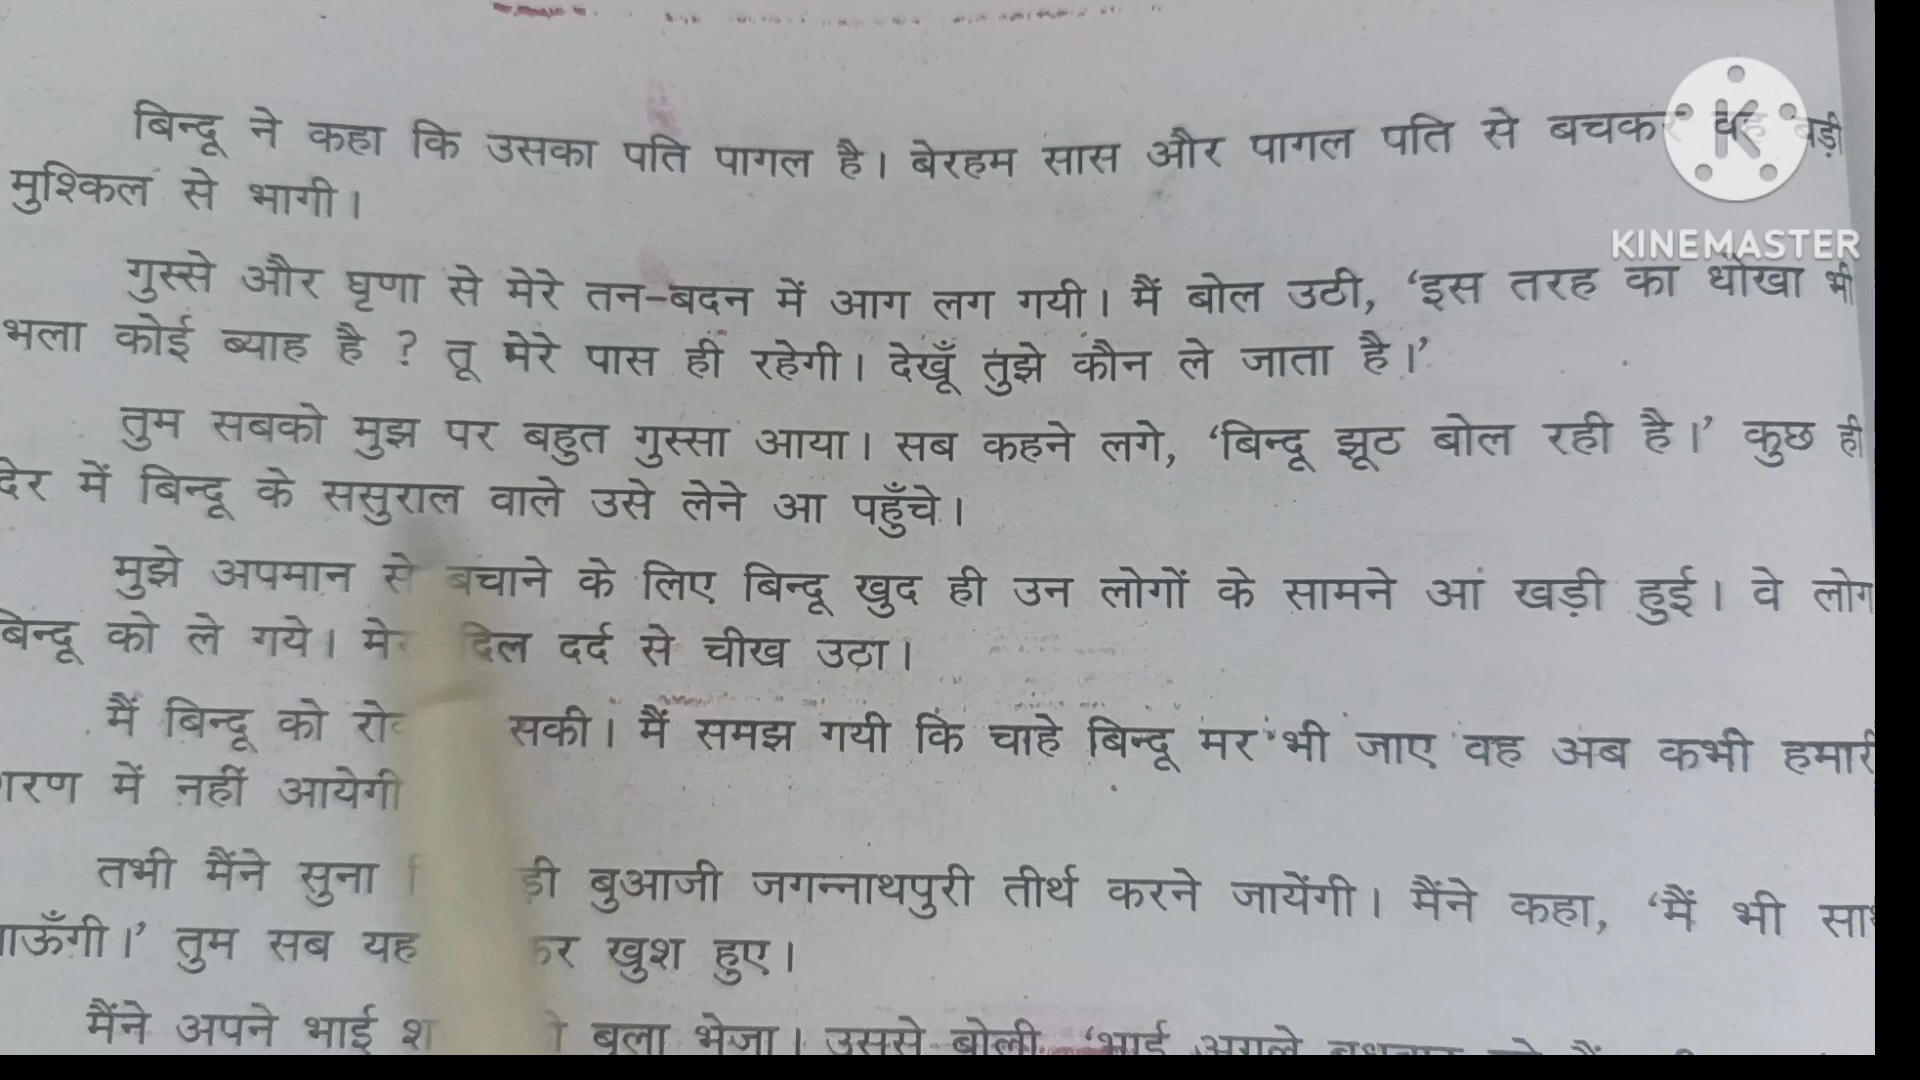 बिन्दू ने कहा कि उसका पति पागल है। बेरहम सास और पागल पति से बचकर
मुश्किल से भागी।
KINEMASTER
गुस्से और घृणा से मेरे तन-बदन में आग लग गयी। मैं बोल उठी, ‘इस तरह का धोखा भी
भला कोई ब्याह है ? तू मेरे पास ही रहेगी। देखूँ तुझे कौन ले जाता है।’
तुम सबको मुझ पर बहुत गुस्सा आया। सब कहने लगे, ‘बिन्दू झूठ बोल रही है।’ कुछ ही
देर में बिन्दू के ससुराल वाले उसे लेने आ पहुँचे।
मुझे अपमान से बचाने के लिए बिन्दू खुद ही उन लोगों के सामने आ खड़ी हुई। वे लोग
बिन्दू को ले गये। दिल दर्द से चीख उठा।
मैं बिन्दू को सकी। मैं समझ गयी कि चाहे बिन्दू मर भी जाए वह अब कभी हमारी
में नहीं आयेगी
तभी मैंने सुना बुआजी जगन्नाथपुरी तीर्थ करने जायेंगी। मैंने कहा, ‘मैं भी
तुम सब यह खुश हुए।
मैंने अपने भाई बुला भेजा। उससे बोली, ‘भाई अगले